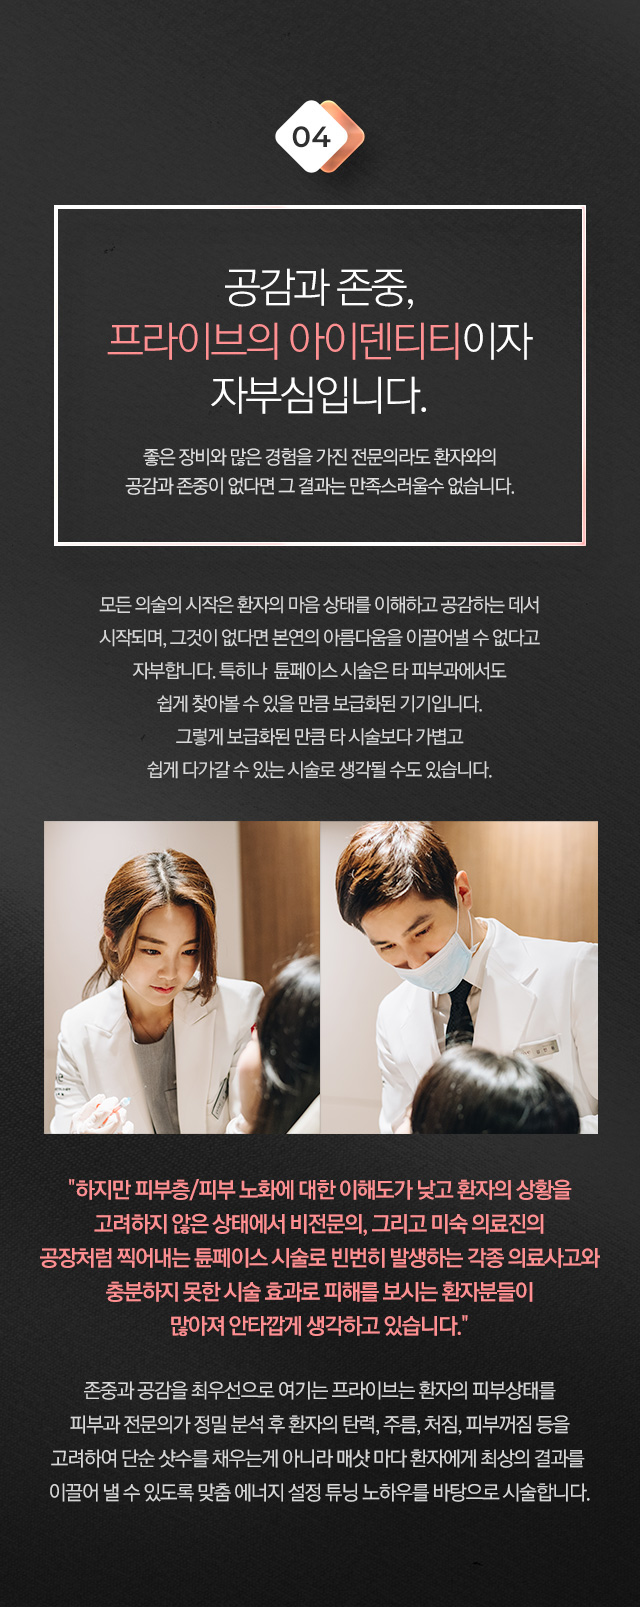 04
공감과 존중,
프라이브의 아이덴티티이자
자부심입니다.
좋은 장비와 많은 경험을 가진 전문의라도 환자와의
공감과 존중이 없다면 그 결과는 만족스러울수 없습니다.
모든 의술의 시작은 환자의 마음 상태를 이해하고 공감하는 데서
시작되며, 그것이 없다면 본연의 아름다움을 이끌어낼 수 없다고
자부합니다. 특히나 튠페이스 시술은 타 피부과에서도
쉽게 찾아볼 수 있을 만큼 보급화된 기기입니다.
그렇게 보급화된 만큼 타 시술보다 가볍고
쉽게 다가갈 수 있는 시술로 생각될 수도 있습니다.
"하지만 피부층/피부 노화에 대한 이해도가 낮고 환자의 상황을
고려하지 않은 상태에서 비전문의, 그리고 미숙 의료진의
공장처럼 찍어내는 튠페이스 시술로 빈번히 발생하는 각종 의료사고와
충분하지 못한 시술 효과로 피해를 보시는 환자분들이
많아져 안타깝게 생각하고 있습니다."
존중과 공감을 최우선으로 여기는 프라이브는 환자의 피부상태를
피부과 전문의가 정밀 분석 후 환자의 탄력, 주름, 처짐, 피부꺼짐 등을
고려하여 단순 샷수를 채우는게 아니라 매샷 마다 환자에게 최상의 결과를
이끌어 낼 수 있도록 맞춤 에너지 설정 튜닝 노하우를 바탕으로 시술합니다.